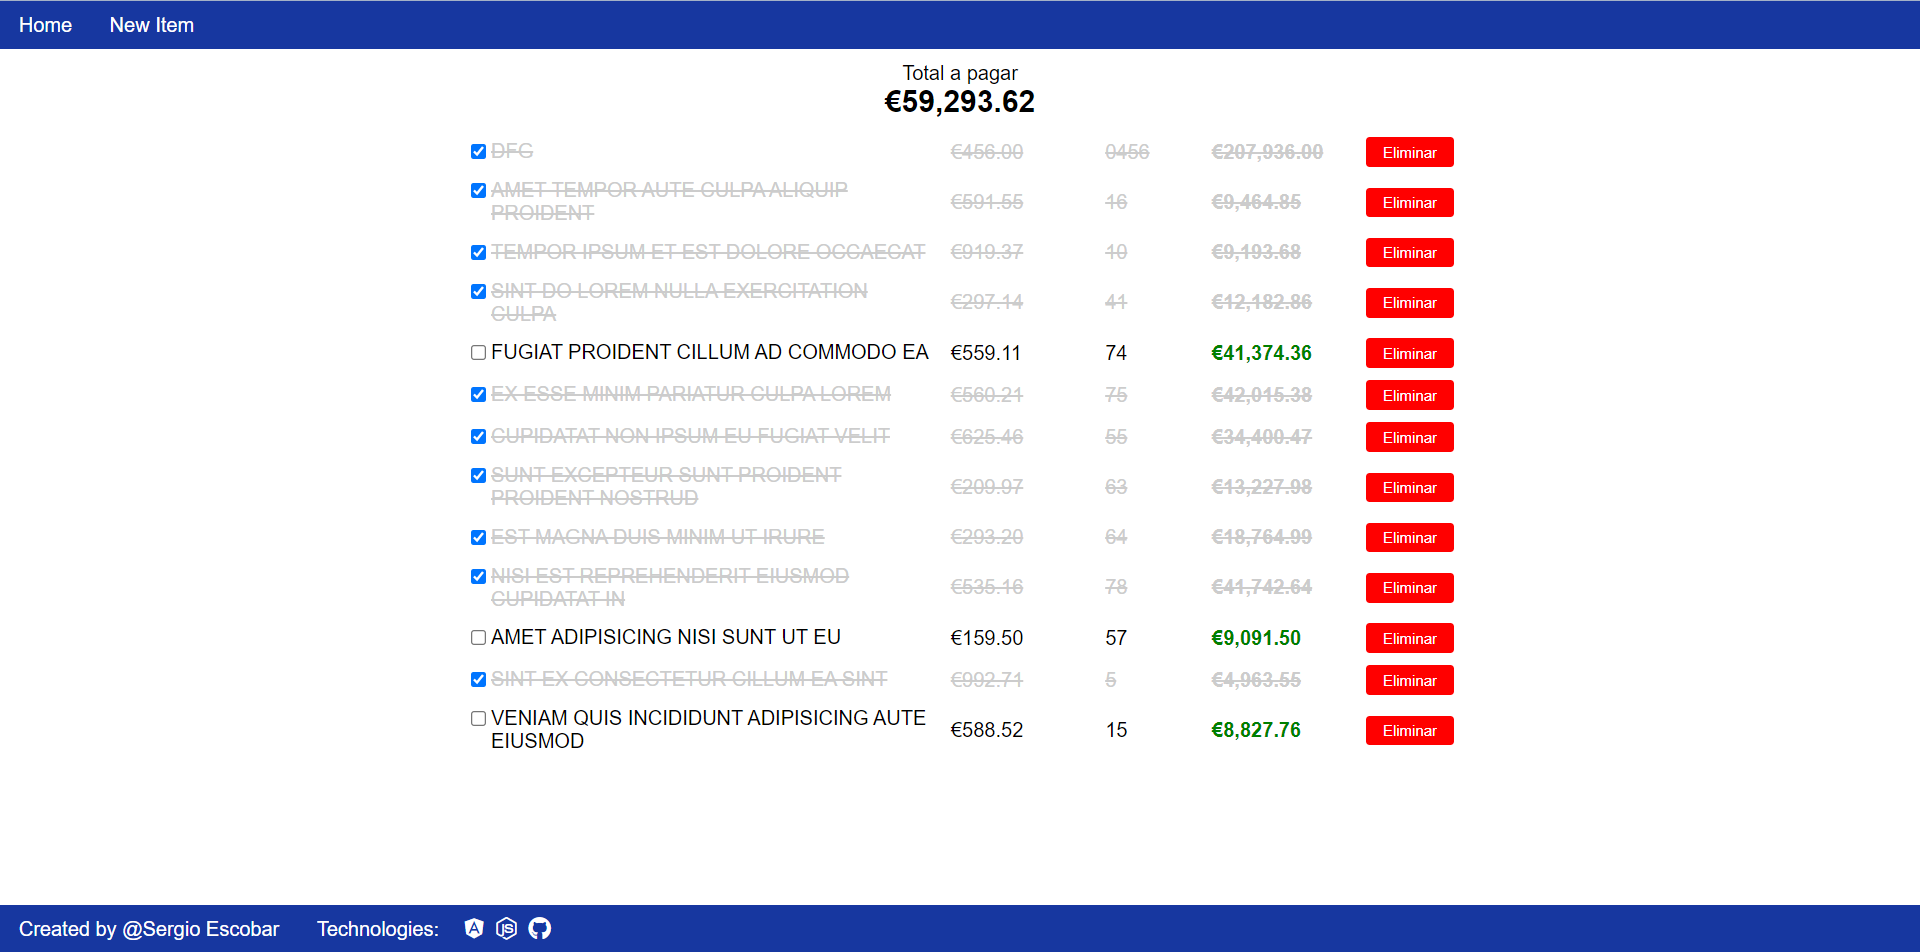 Home New Item
Total a pagar
€59,293.62
DFG €456.00 0456 €207,936.00 Eliminar
AMET TEMPOR AUTE CULPA ALIQUIP
PROIDENT €591.55 16 €9,464.85 Eliminar
TEMPOR IPSUM ET EST DOLORE OCCAECAT €919.37 10 €9,193.68 Eliminar
SINT DO LOREM NULLA EXERCITATION
CULPA €297.14 41 €12,182.86 Eliminar
FUGIAT PROIDENT CILLUM AD COMMODO EA €559.11 74 €41,374.36 Eliminar
EX ESSE MINIM PARIATUR CULPA LOREM €560.21 75 €42,015.38 Eliminar
CUPIDATAT NON IPSUM EU FUGIAT VELIT €625.46 55 €34,400.47 Eliminar
SUNT EXCEPTEUR SUNT PROIDENT
PROIDENT NOSTRUD €209.97 63 €13,227.98 Eliminar
EST MAGNA DUIS MINIM UT IRURE €293.20 64 €18,764.99 Eliminar
NISI EST REPREHENDERIT EIUSMOD
CUPIDATAT IN €535.16 78 €41,742.64 Eliminar
AMET ADIPISICING NISI SUNT UT EU €159.50 57 €9,091.50 Eliminar
SINT EX CONSECTETUR CILLUM EA SINT €992.71 5 €4,963.55 Eliminar
VENIAM QUIS INCIDIDUNT ADIPISICING AUTE
EIUSMOD €588.52 15 €8,827.76 Eliminar
Created by @Sergio Escobar Technologies: